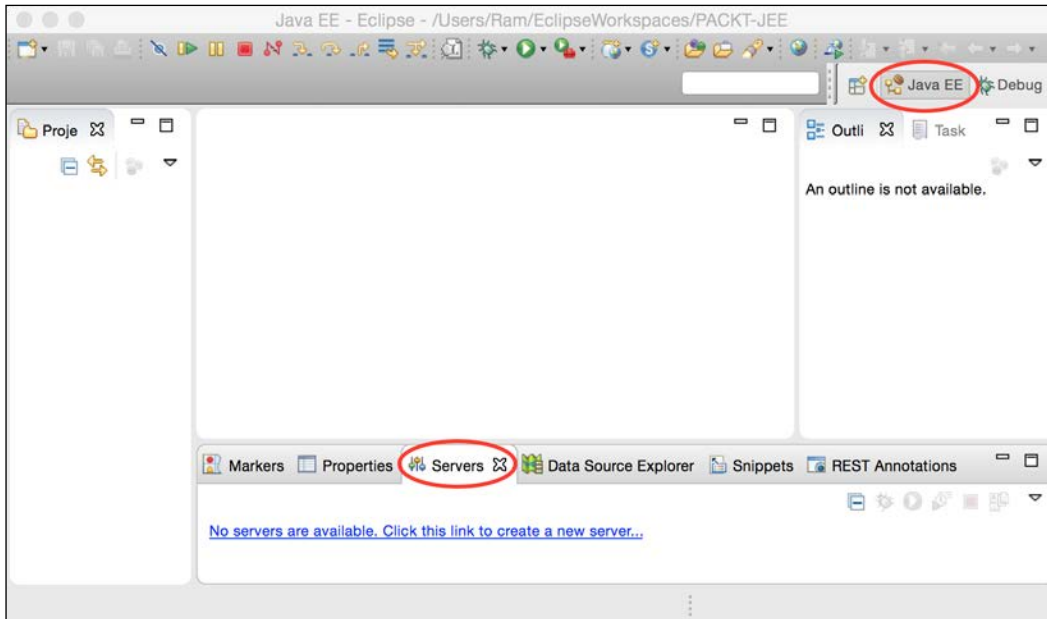 Java EE - Eclipse - /Users/Ram/EclipseWorkspaces/PACKT-JEE
Java EE Debug
Proje
Outli Task
An outline is not available.
Markers Properties Servers Data Source Explorer Snippets REST Annotations
No servers are available. Click this link to create a new server...